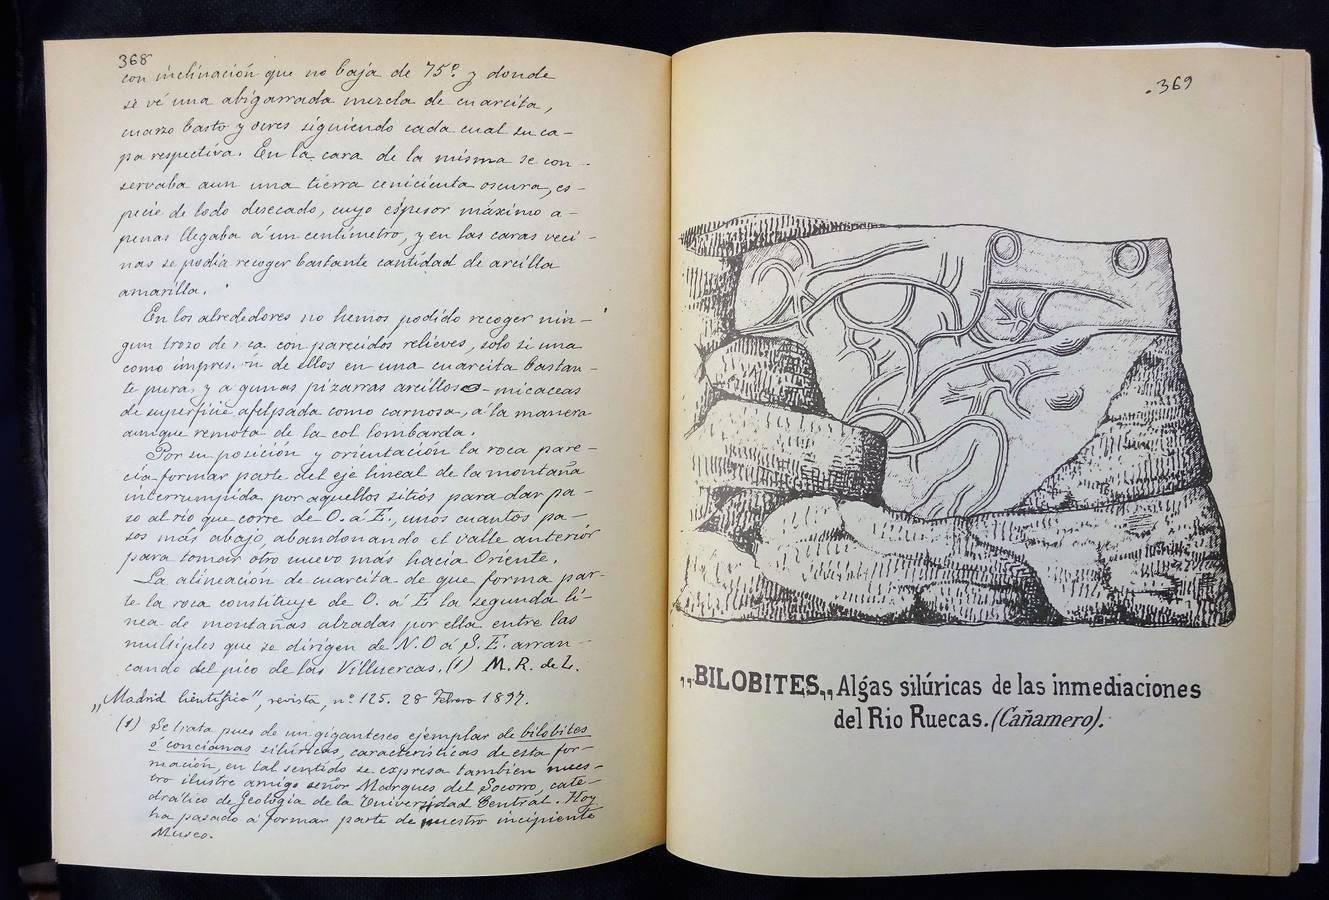 368
con inclinación que no baja de 75º y donde
se vé una abigarrada mezcla de cuarcita,
cuarzo basto y ocres siguiendo cada cual su ca-
pa respectiva. En la cara de la misma se con-
servaba aun una tierra cenicienta oscura, es-
pecie de lodo desecado, cuyo espesor máximo a-
penas llegaba á un centímetro, y en las caras veci-
nas se podia recoger bastante cantidad de arcilla
amarilla.
En los alrededores no hemos podido recoger nin-
gun trozo de con parecidos relieves, solo si una
como de ellos en una cuarcita bastan-
te pura, y a gunas pizarras arcilloso-micaceas
de superficie afelpada como carnosa, á la manera
aunque remota de la col lombarda.
Por su posición y orientación la roca pare-
cia formar parte del eje lineal de la montaña
interrumpida por aquellos sitios para dar pa-
so al rio que corre de O. á E., unos cuantos pa-
sos más abajo, abandonando el valle anterior
para tomar otro nuevo más hacia Oriente.
La alineación de cuarcita de que forma par-
te la roca constituye de O. á E la segunda lí-
nea de montañas alzadas por ella entre las
multiples que se dirigen de N.O á S.E. arran-
cando del pico de las Villuercas. (1) M.R. de L.
„Madrid Científico", revista, nº 125. 28 Febrero 1897.
(1) Se trata pues de un gigantesco ejemplar de bilobites
ó concianas silúricas, características de esta for-
mación, en tal sentido se expresa tambien nues-
tro ilustre amigo señor Marques del Socorro, cate-
drático de Geología de la Universidad Central. Hoy
ha pasado á formar parte de nuestro incipiente
Museo.
.369
„BILOBITES„ Algas silúricas de las inmediaciones
del Rio Ruecas. (Cañamero).